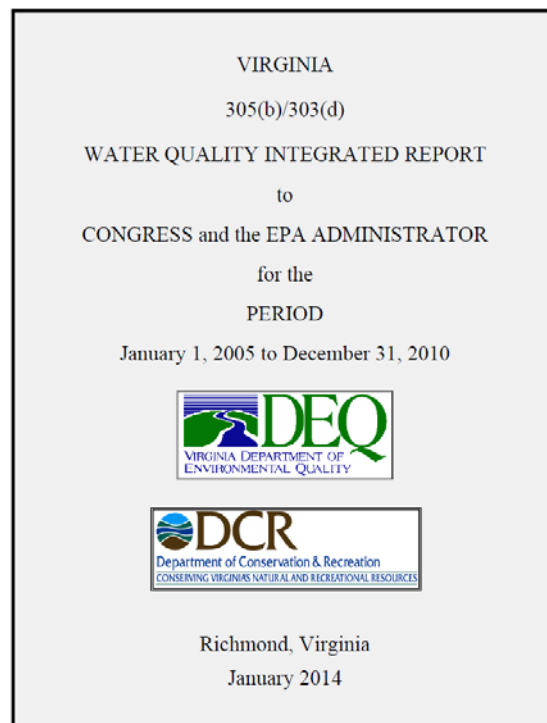 VIRGINIA
305(b)/303(d)
WATER QUALITY INTEGRATED REPORT
to
CONGRESS and the EPA ADMINISTRATOR
for the
PERIOD
January 1, 2005 to December 31, 2010
DEQ
VIRGINIA DEPARTMENT OF
ENVIRONMENTAL QUALITY
DCR
Department of Conservation & Recreation
CONSERVING VIRGINIA'S NATURAL AND RECREATIONAL RESOURCES
Richmond, Virginia
January 2014